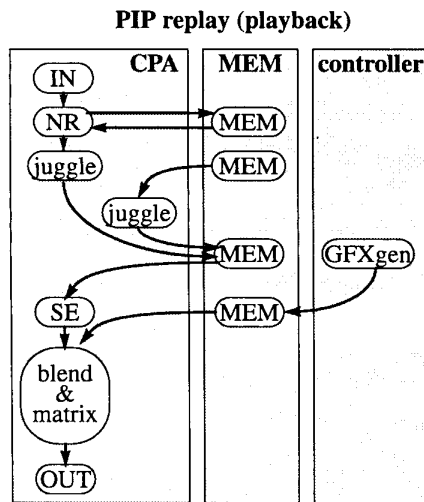 PIP replay (playback)
CPA
MEM
controller
IN
NR
MEM
juggle
MEM
juggle
MEM
GFXgen
SE
MEM
blend
&
matrix
OUT